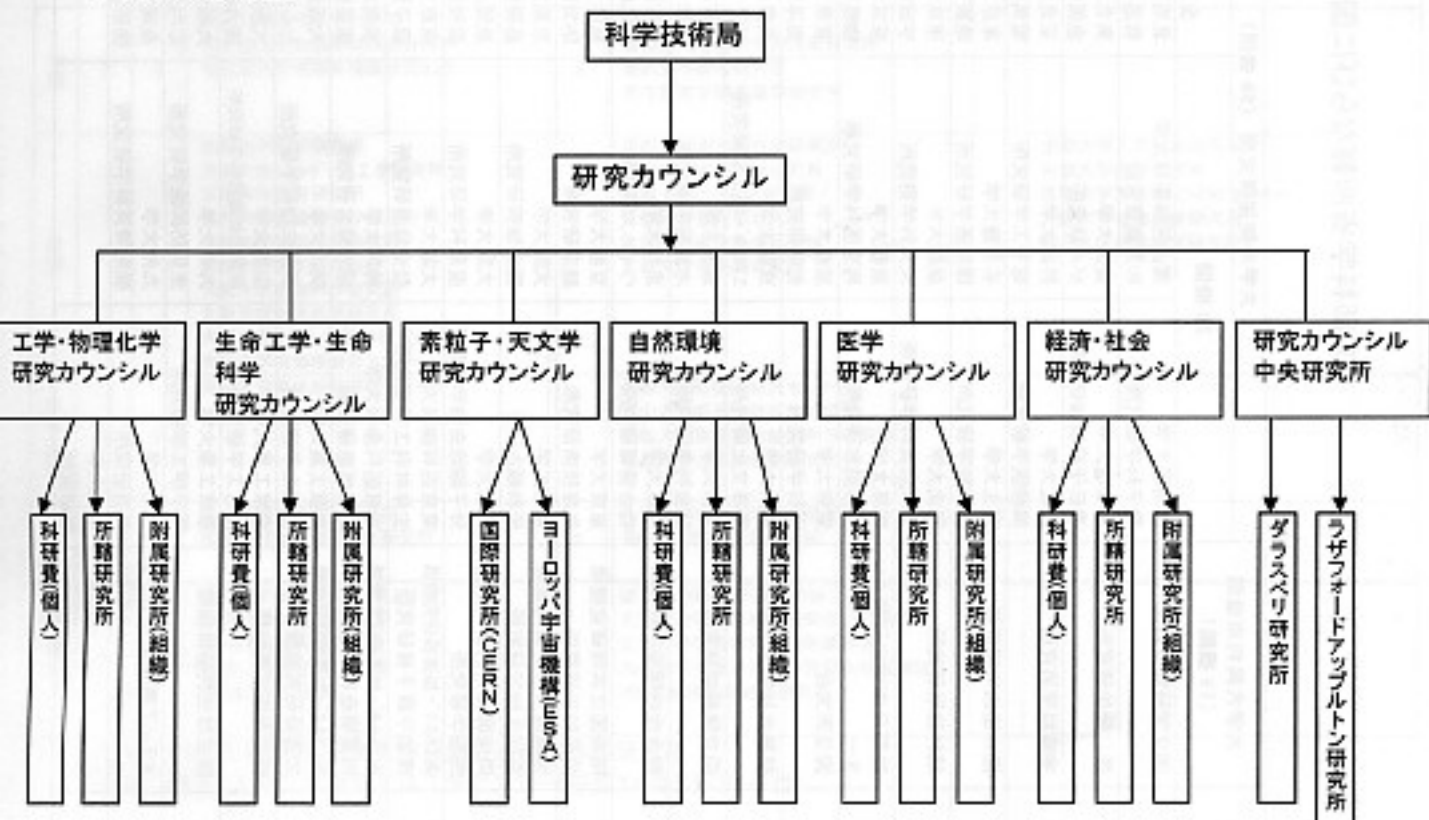 科学技術局
研究カウンシル
工学・物理化学
研究カウンシル
生命工学・生命
科学
研究カウンシル
素粒子・天文学
研究カウンシル
自然環境
研究カウンシル
医学
研究カウンシル
経済・社会
研究カウンシル
研究カウンシル
中央研究所
科研費(個人)
所轄研究所
附属研究所(組織)
科研費(個人)
所轄研究所
附属研究所(組織)
国際研究所(CERN)
ヨーロッパ宇宙機構(ESA)
科研費(個人)
所轄研究所
附属研究所(組織)
科研費(個人)
所轄研究所
附属研究所(組織)
科研費(個人)
所轄研究所
附属研究所(組織)
ダラスベリ研究所
ラザフォードアップルトン研究所